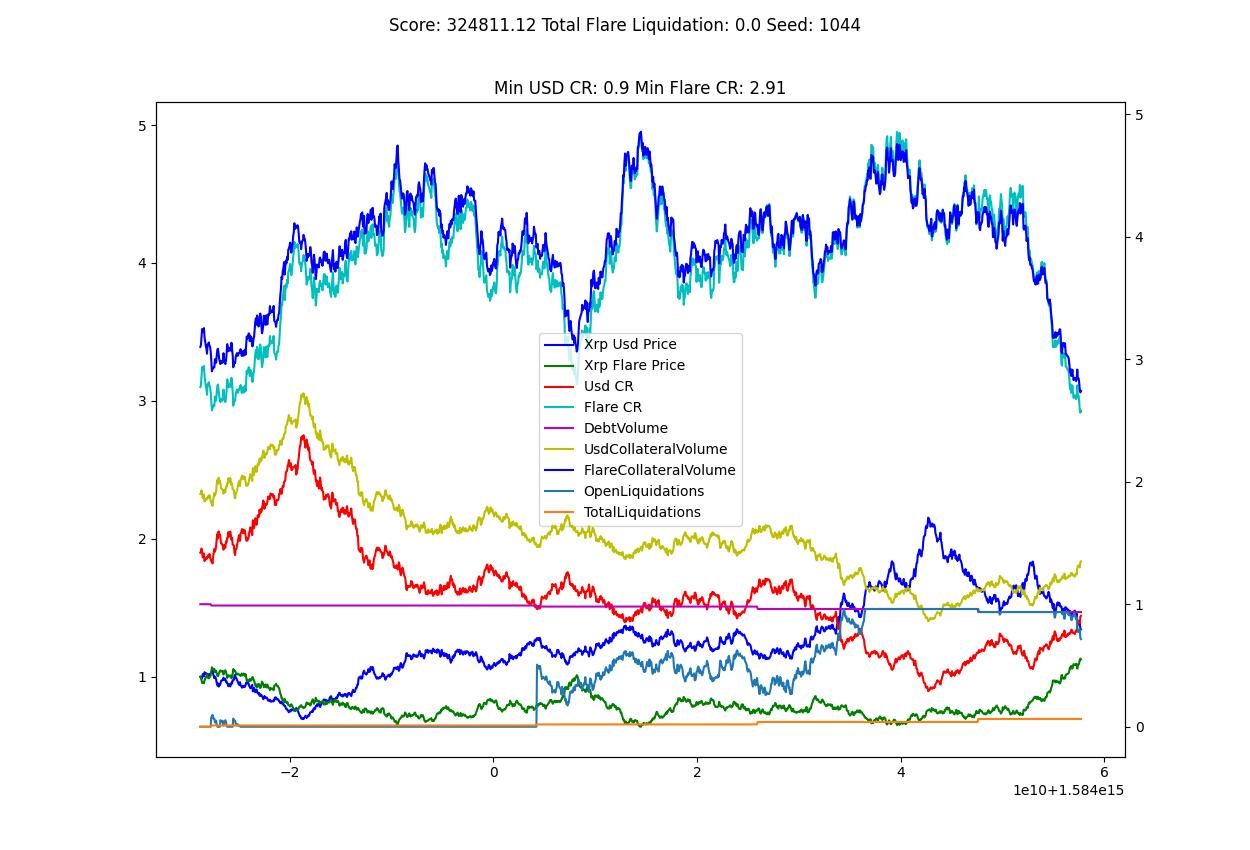 Score: 324811.12 Total Flare Liquidation: 0.0 Seed: 1044
Min USD CR: 0.9 Min Flare CR: 2.91
5
4
3
2
1
5
4
3
2
1
0
Xrp Usd Price
Xrp Flare Price
Usd CR
Flare CR
DebtVolume
UsdCollateralVolume
FlareCollateralVolume
OpenLiquidations
TotalLiquidations
−2
0
2
4
6
1e10+1.584e15